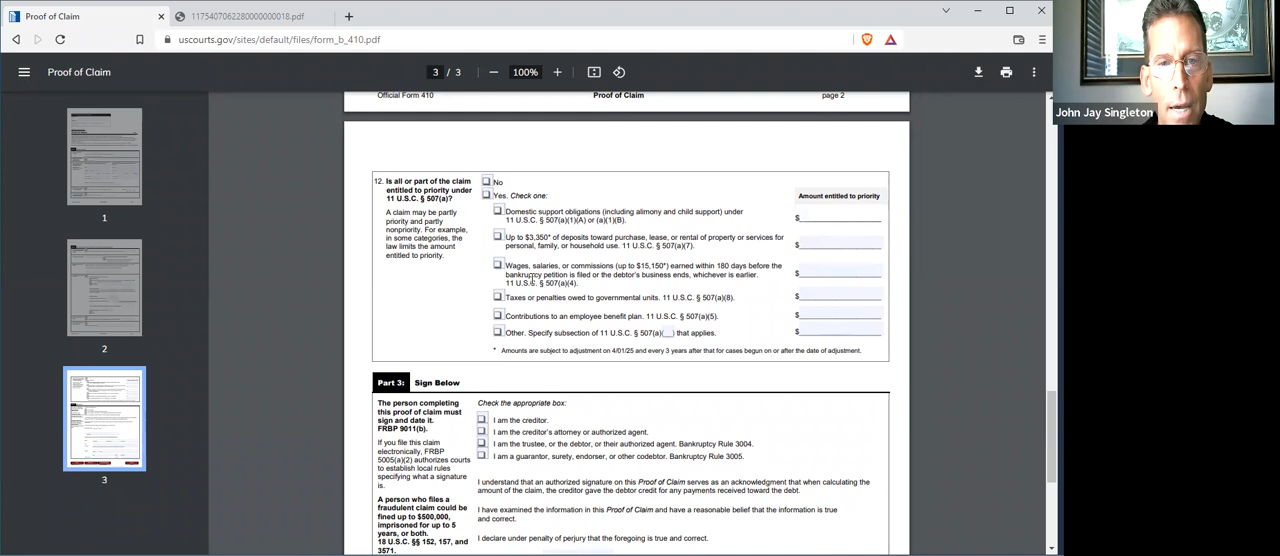 Proof of Claim
1175407062280000000018.pdf
uscourts.gov/sites/default/files/form_b_410.pdf
Proof of Claim
3 / 3
100%
John Jay Singleton
1
2
3
Official Form 410
Proof of Claim
page 2
12. Is all or part of the claim
entitled to priority under
11 U.S.C. § 507(a)?
A claim may be partly
priority and partly
nonpriority. For example,
in some categories, the
law limits the amount
entitled to priority.
No
Yes. Check one:
Amount entitled to priority
Domestic support obligations (including alimony and child support) under
11 U.S.C. § 507(a)(1)(A) or (a)(1)(B).
$
Up to $3,350* of deposits toward purchase, lease, or rental of property or services for
personal, family, or household use. 11 U.S.C. § 507(a)(7).
$
Wages, salaries, or commissions (up to $15,150*) earned within 180 days before the
bankruptcy petition is filed or the debtor's business ends, whichever is earlier.
11 U.S.C. § 507(a)(4).
$
Taxes or penalties owed to governmental units. 11 U.S.C. § 507(a)(8).
$
Contributions to an employee benefit plan. 11 U.S.C. § 507(a)(5).
$
Other. Specify subsection of 11 U.S.C. § 507(a)(__) that applies.
$
* Amounts are subject to adjustment on 4/01/25 and every 3 years after that for cases begun on or after the date of adjustment.
Part 3: Sign Below
The person completing
this proof of claim must
sign and date it.
FRBP 9011(b).
If you file this claim
electronically, FRBP
5005(a)(2) authorizes courts
to establish local rules
specifying what a signature
is.
A person who files a
fraudulent claim could be
fined up to $500,000,
imprisoned for up to 5
years, or both.
18 U.S.C. §§ 152, 157, and
3571.
Check the appropriate box:
I am the creditor.
I am the creditor's attorney or authorized agent.
I am the trustee, or the debtor, or their authorized agent. Bankruptcy Rule 3004.
I am a guarantor, surety, endorser, or other codebtor. Bankruptcy Rule 3005.
I understand that an authorized signature on this Proof of Claim serves as an acknowledgment that when calculating the
amount of the claim, the creditor gave the debtor credit for any payments received toward the debt.
I have examined the information in this Proof of Claim and have a reasonable belief that the information is true
and correct.
I declare under penalty of perjury that the foregoing is true and correct.